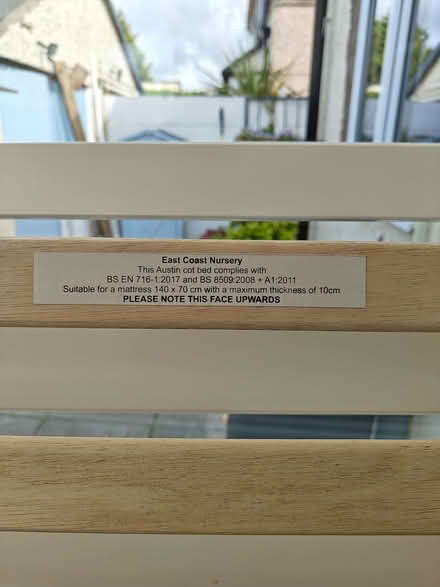 East Coast Nursery
This Austin cot bed complies with
BS EN 716-1:2017 and BS 8509:2008 + A1:2011
Suitable for a mattress 140 x 70 cm with a maximum thickness of 10cm
PLEASE NOTE THIS FACE UPWARDS